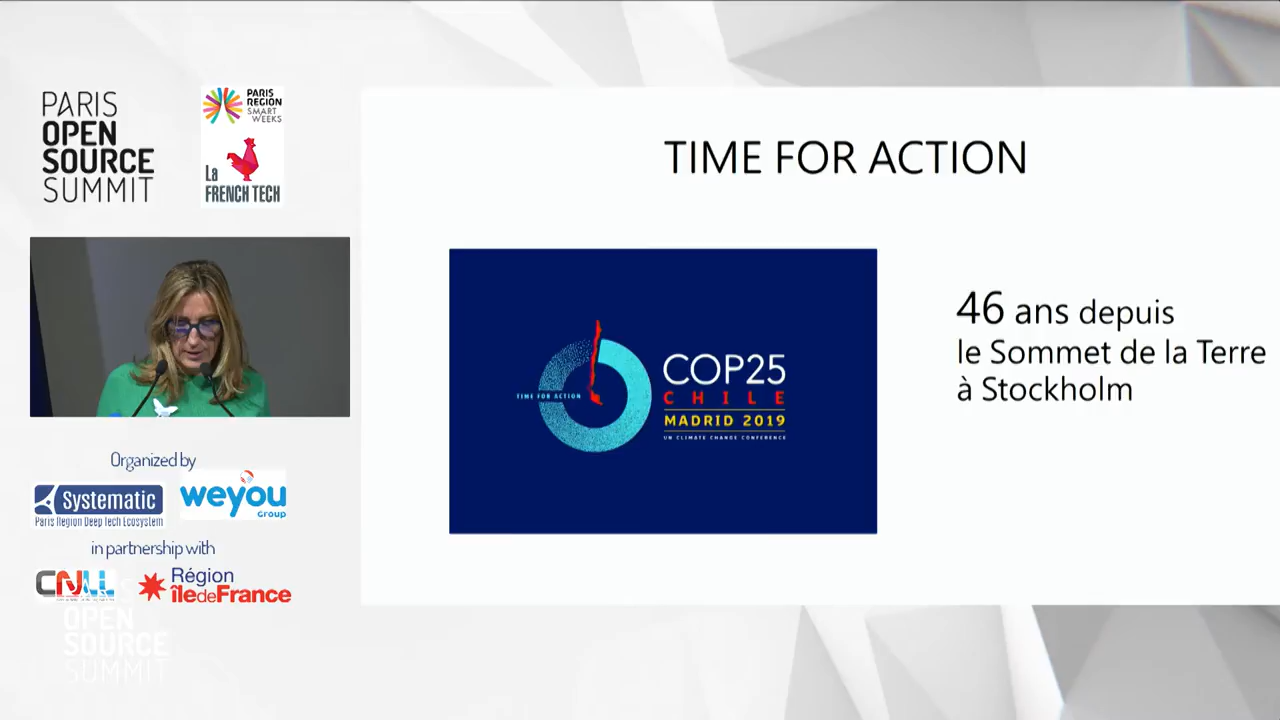 PARIS
OPEN
SOURCE
SUMMIT
PARIS
REGION
SMART
WEEKS
La
FRENCH TECH
TIME FOR ACTION
TIME FOR ACTION
COP25
CHILE
MADRID 2019
UN CLIMATE CHANGE CONFERENCE
46 ans depuis
le Sommet de la Terre
à Stockholm
Organized by
Systematic
Paris Region Deep Tech Ecosystem
weyou
Group
in partnership with
CNLL
Région
îledeFrance
PARIS
OPEN
SOURCE
SUMMIT